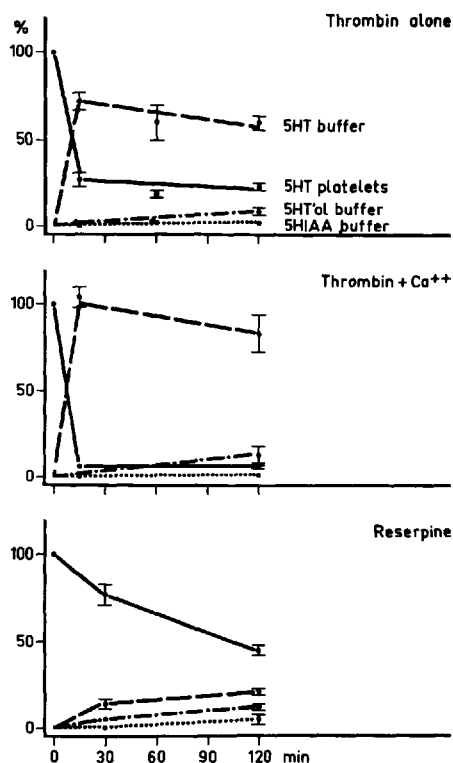 Thrombin alone
%
100
50
0
5HT buffer
5HT platelets
5HT'ol buffer
5HIAA buffer
Thrombin + Ca++
100
50
0
Reserpine
100
50
0
0 30 60 90 120 min